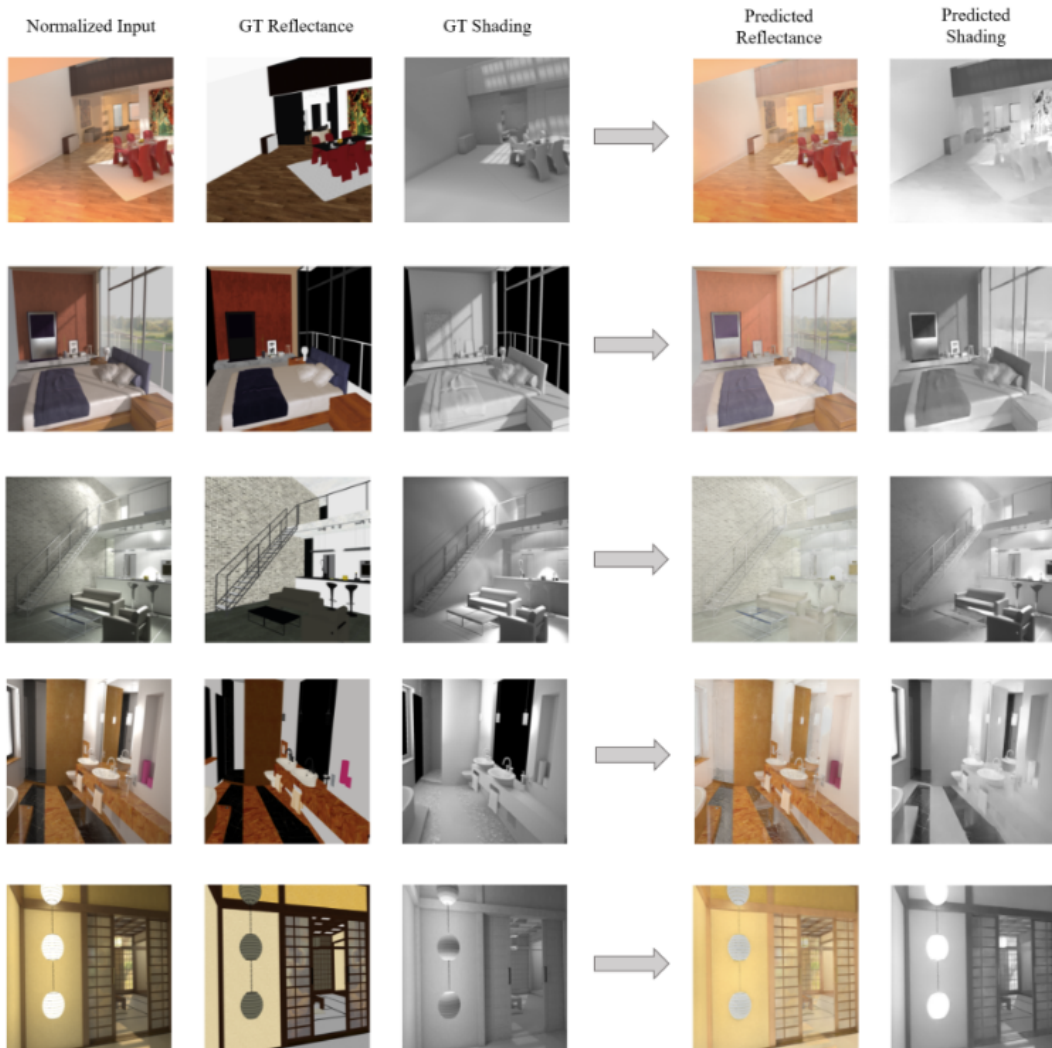 Normalized Input
GT Reflectance
GT Shading
Predicted
Reflectance
Predicted
Shading